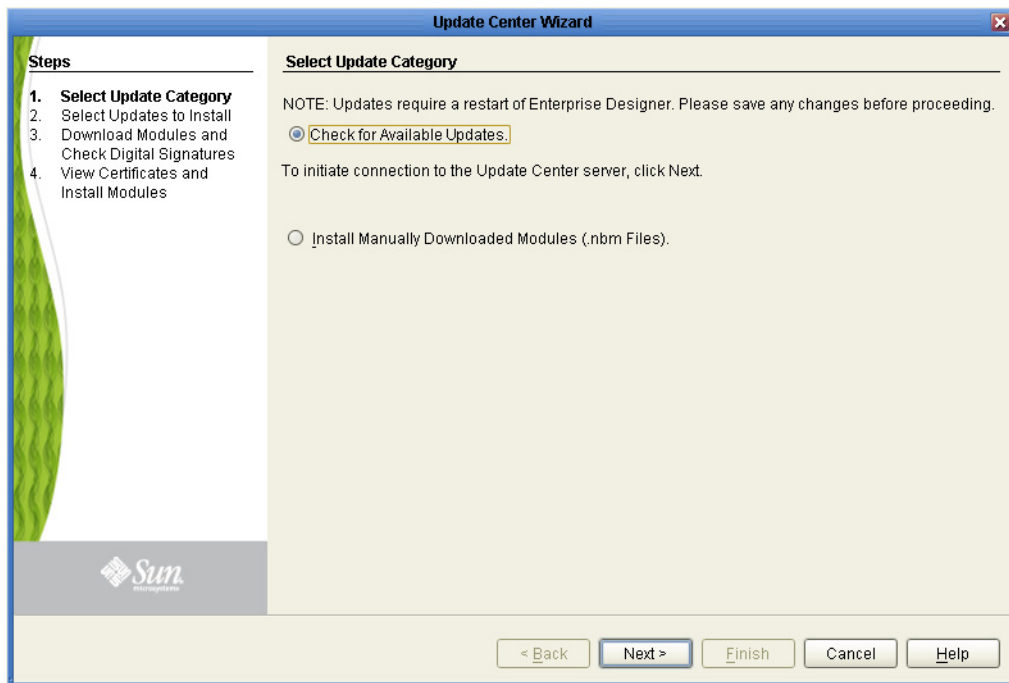 Update Center Wizard
Steps
1. Select Update Category
2. Select Updates to Install
3. Download Modules and
Check Digital Signatures
4. View Certificates and
Install Modules
Sun
microsystems
Select Update Category
NOTE: Updates require a restart of Enterprise Designer. Please save any changes before proceeding.
Check for Available Updates.
To initiate connection to the Update Center server, click Next.
Install Manually Downloaded Modules (.nbm Files).
< Back
Next >
Finish
Cancel
Help